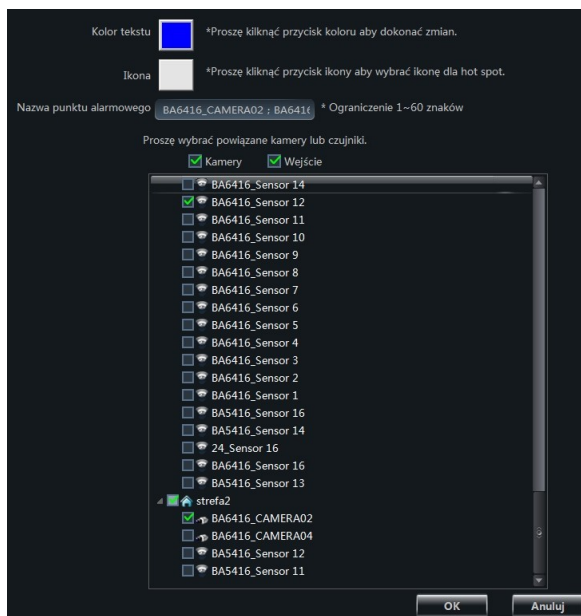 Kolor tekstu *Proszę kilknąć przycisk koloru aby dokonać zmian.
Ikona *Proszę kliknąć przycisk ikony aby wybrać ikonę dla hot spot.
Nazwa punktu alarmowego BA6416_CAMERA02 ; BA641( * Ograniczenie 1~60 znaków
Proszę wybrać powiązane kamery lub czujniki.
Kamery Wejście
BA6416_Sensor 14
BA6416_Sensor 12
BA6416_Sensor 11
BA6416_Sensor 10
BA6416_Sensor 9
BA6416_Sensor 8
BA6416_Sensor 7
BA6416_Sensor 6
BA6416_Sensor 5
BA6416_Sensor 4
BA6416_Sensor 3
BA6416_Sensor 2
BA6416_Sensor 1
BA5416_Sensor 16
BA5416_Sensor 14
24_Sensor 16
BA6416_Sensor 16
BA5416_Sensor 13
strefa2
BA6416_CAMERA02
BA6416_CAMERA04
BA5416_Sensor 12
BA5416_Sensor 11
OK Anuluj